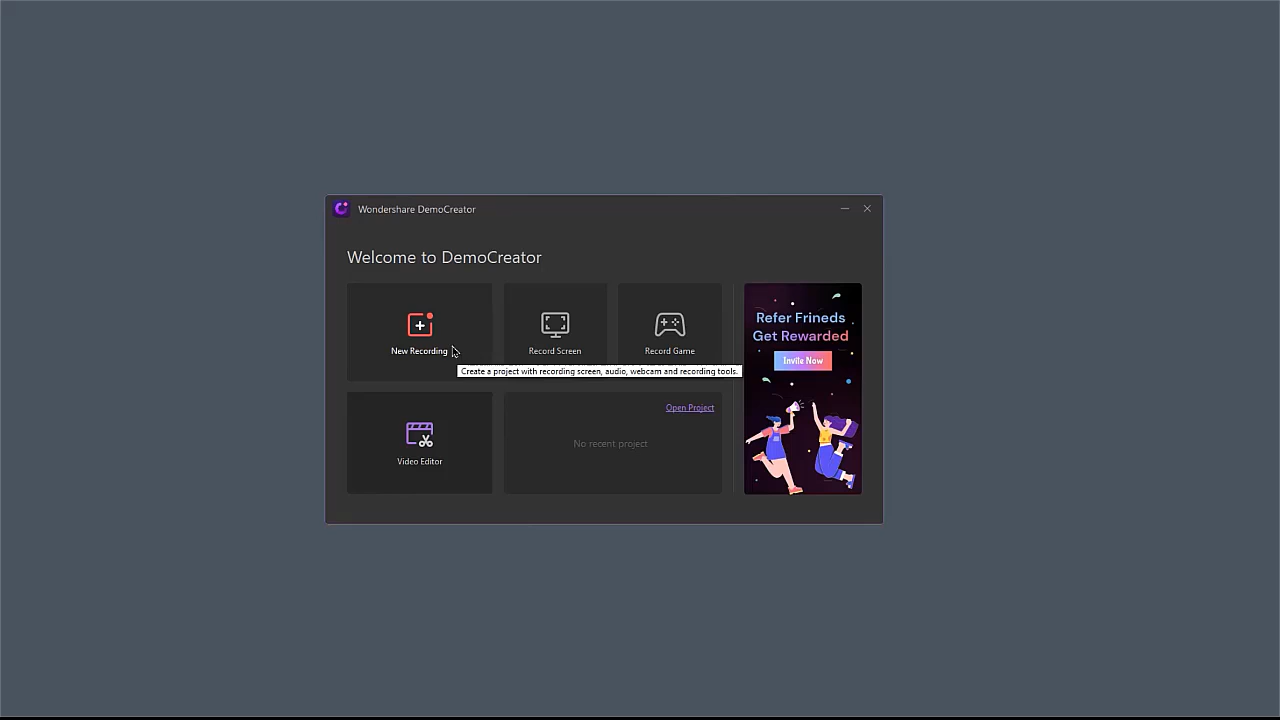 Wondershare DemoCreator
Welcome to DemoCreator
New Recording
Record Screen
Record Game
Create a project with recording screen, audio, webcam and recording tools.
Video Editor
Open Project
No recent project
Refer Frineds
Get Rewarded
Invile Now